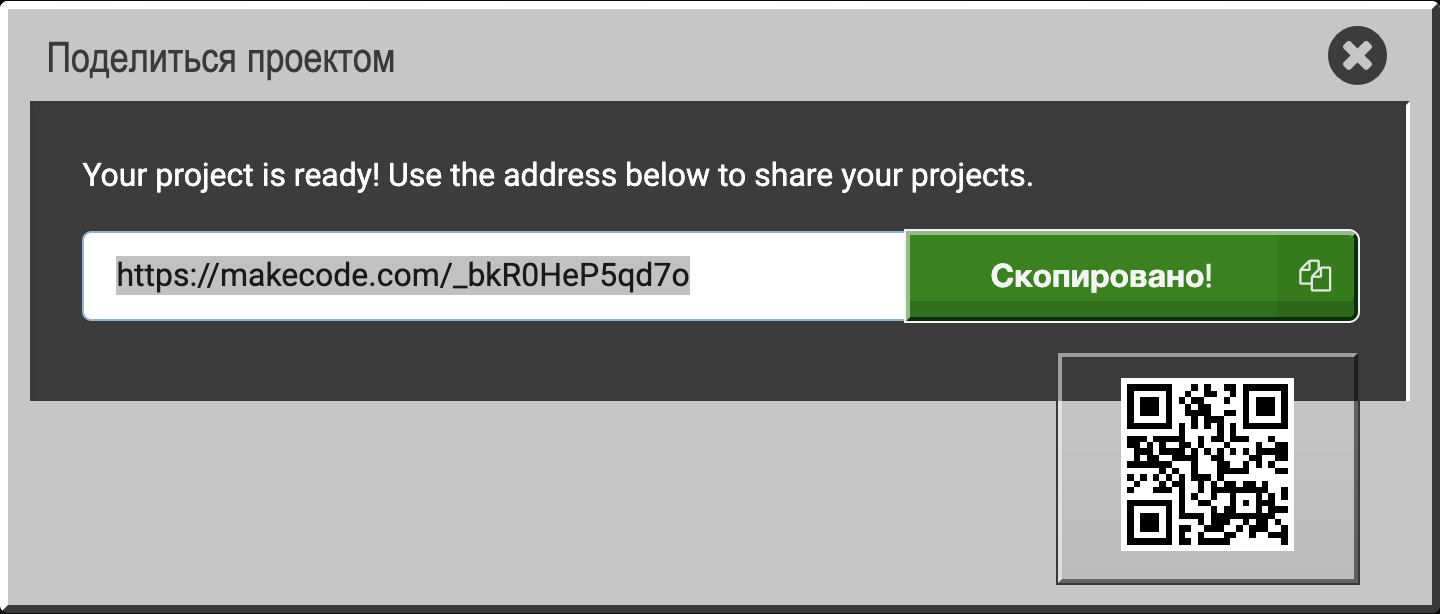 Поделиться проектом
Your project is ready! Use the address below to share your projects.
https://makecode.com/_bkR0HeP5qd7o
Скопировано!